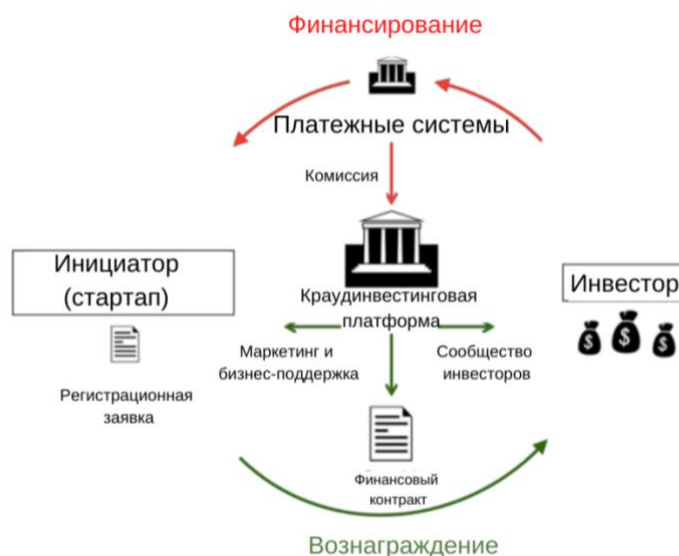 Финансирование
Платежные системы
Комиссия
Инициатор
(стартап)
Регистрационная
заявка
Краудинвестинговая
платформа
Маркетинг и
бизнес-поддержка
Сообщество
инвесторов
Инвестор
$ $ $
Финансовый
контракт
Вознаграждение